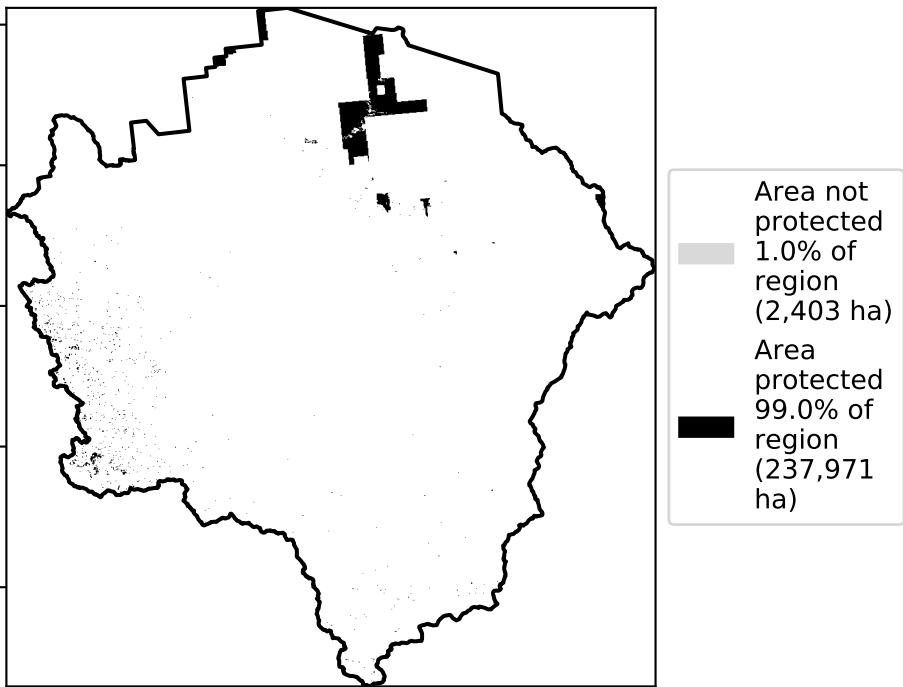 Area not
protected
1.0% of
region
(2,403 ha)
Area
protected
99.0% of
region
(237,971
ha)